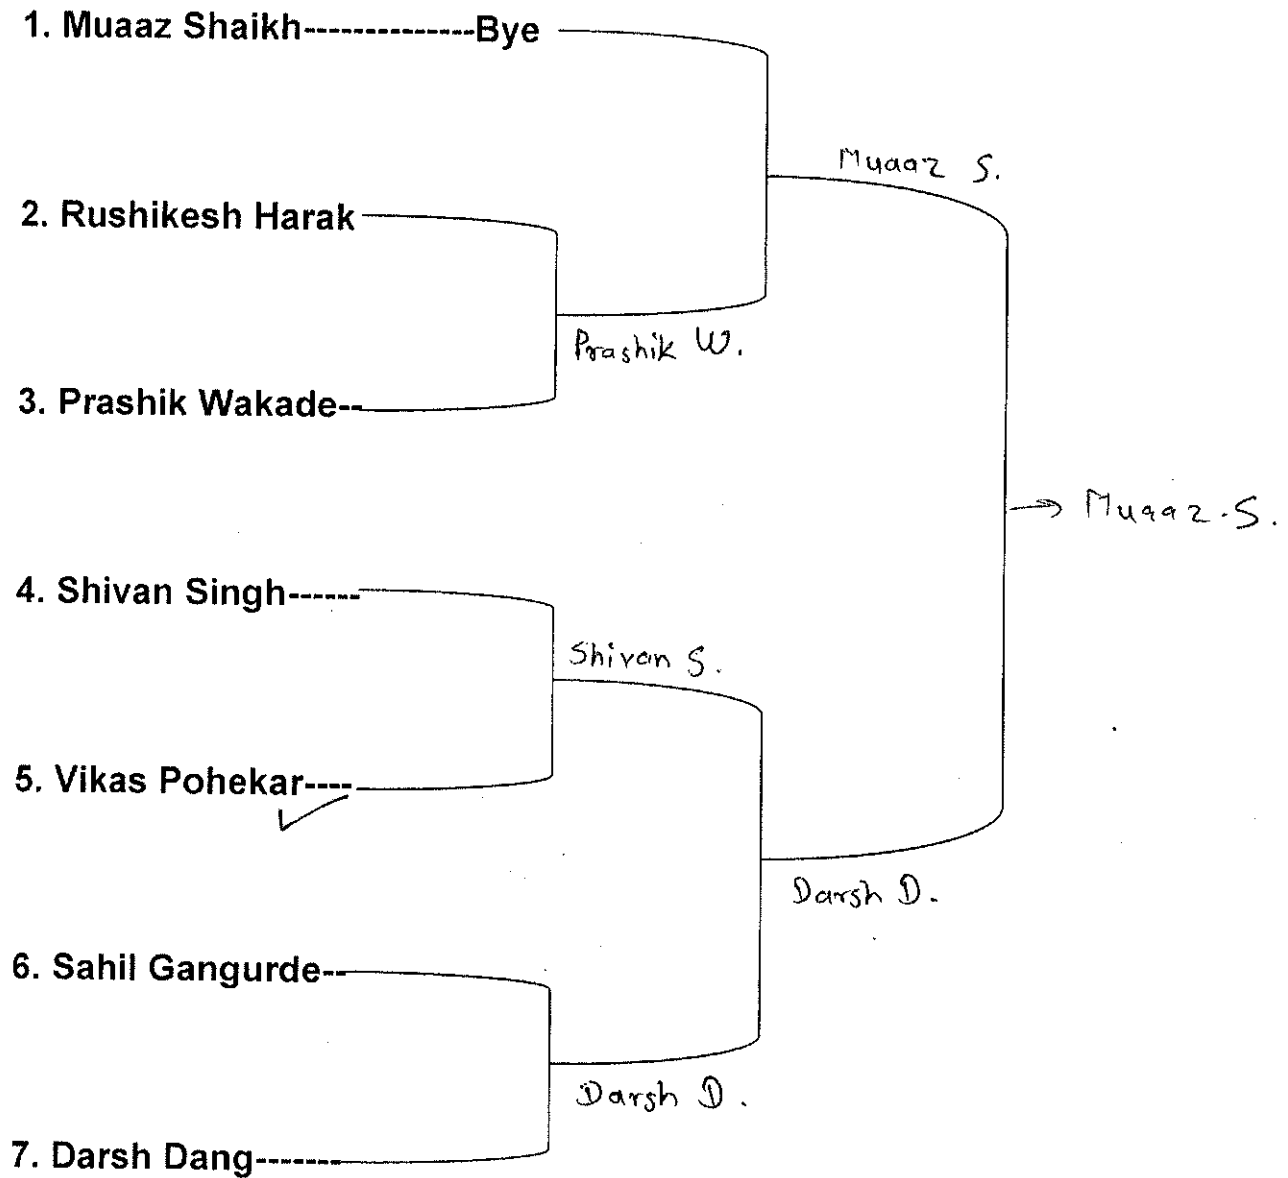 1. Muaaz Shaikh--------------Bye
Muaaz S.
2. Rushikesh Harak
Prashik W.
3. Prashik Wakade--
Muaaz.S.
4. Shivan Singh------
Shivan S.
5. Vikas Pohekar----
Darsh D.
6. Sahil Gangurde--
Darsh D.
7. Darsh Dang-------